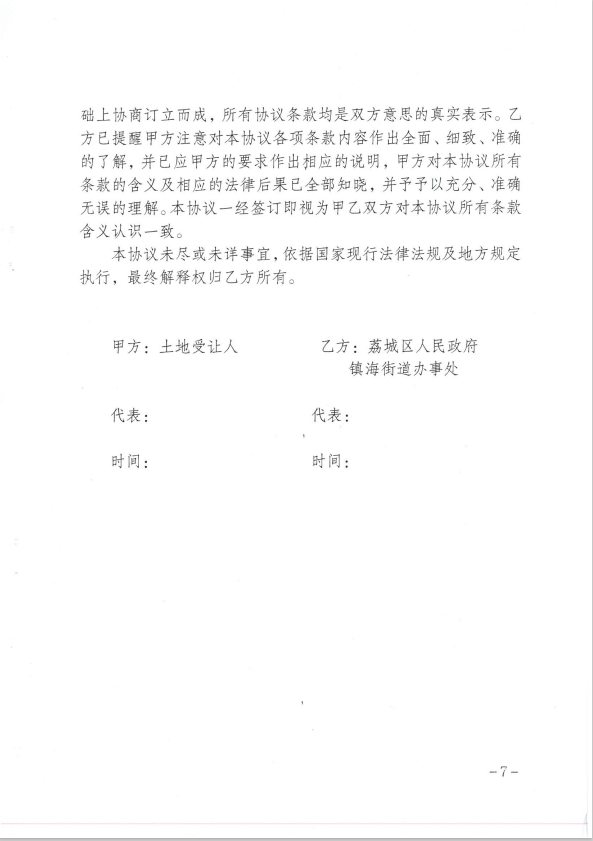 础上协商订立而成，所有协议条款均是双方意思的真实表示。乙
方已提醒甲方注意对本协议各项条款内容作出全面、细致、准确
的了解，并已应甲方的要求作出相应的说明，甲方对本协议所有
条款的含义及相应的法律后果已全部知晓，并予予以充分、准确
无误的理解。本协议一经签订即视为甲乙双方对本协议所有条款
含义认识一致。
本协议未尽或未详事宜，依据国家现行法律法规及地方规定
执行，最终解释权归乙方所有。
甲方：土地受让人 乙方：荔城区人民政府
镇海街道办事处
代表： 代表：
时间： 时间：
-7-